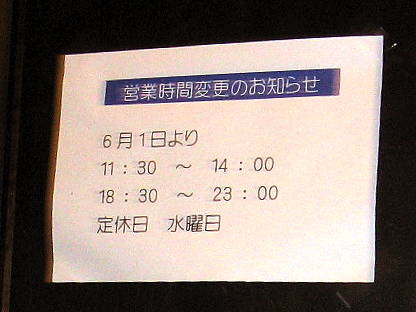 営業時間変更のお知らせ
6月1日より
11：30 ～ 14：00
18：30 ～ 23：00
定休日 水曜日